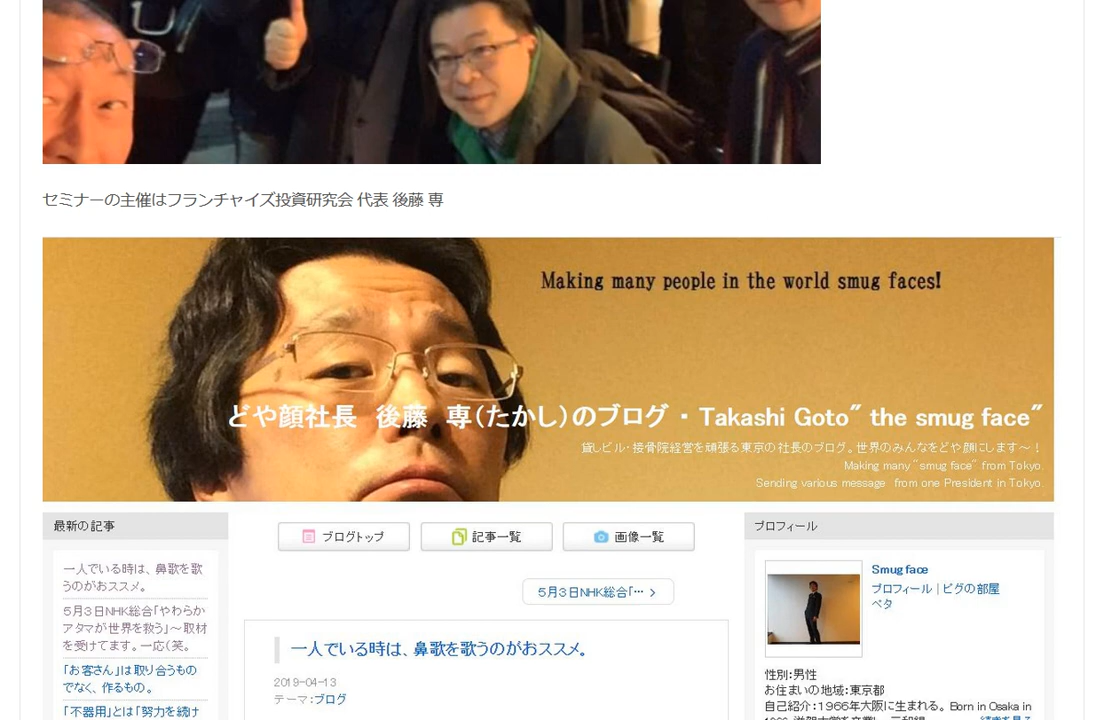 セミナーの主催はフランチャイズ投資研究会 代表 後藤 専
Making many people in the world smug faces!
どや顔社長 後藤 専(たかし)のブログ・Takashi Goto" the smug face"
貸しビル・接骨院経営を頑張る東京の社長のブログ。世界のみんなをどや顔にします～！
Making many "smug face" from Tokyo.
Sending various message from one President in Tokyo.
最新の記事
一人でいる時は、鼻歌を歌
うのがおススメ。
5月3日NHK総合「やわらか
アタマが世界を救う」～取材
を受けてます。一応(笑。
「お客さん」は取り合うもの
でなく、作るもの。
「不器用」とは「努力を続け
ブログトップ
記事一覧
画像一覧
5月3日NHK総合「… >
一人でいる時は、鼻歌を歌うのがおススメ。
2019-04-13
テーマ：ブログ
プロフィール
Smug face
プロフィール｜ピグの部屋
ペタ
性別：男性
お住まいの地域：東京都
自己紹介：1966年大阪に生まれる。 Born in Osaka in